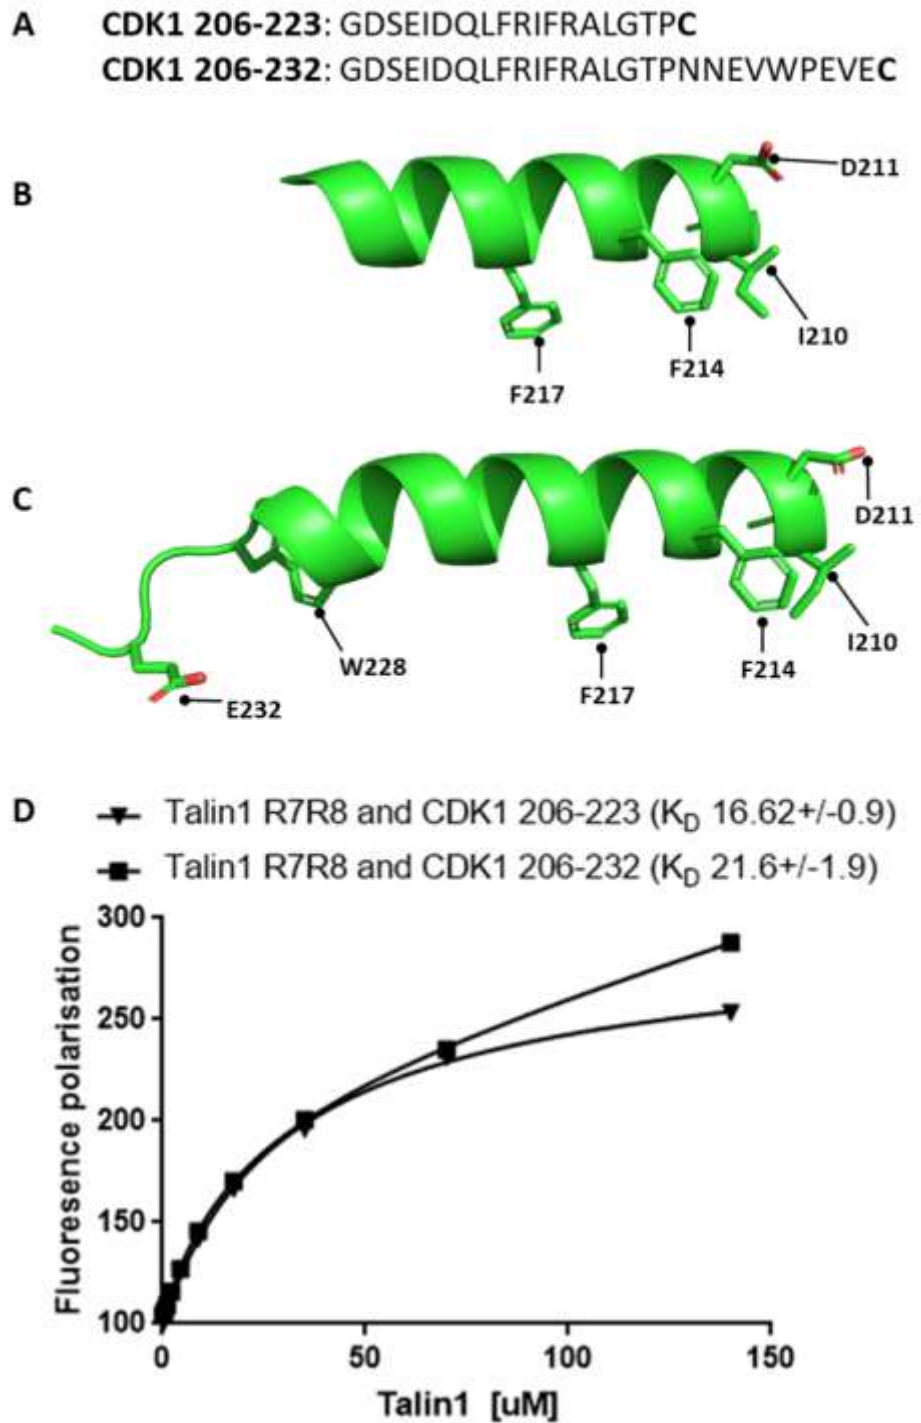 A CDK1 206-223: GDSEIDQLFRIFRALGTPC
CDK1 206-232: GDSEIDQLFRIFRALGTPNNEVWPEVEC
B
D211
I210
F214
F217
C
D211
I210
F214
F217
W228
E232
D Talin1 R7R8 and CDK1 206-223 (KD 16.62+/-0.9)
Talin1 R7R8 and CDK1 206-232 (KD 21.6+/-1.9)
Fluoresence polarisation
300
250
200
150
100
0 50 100 150
Talin1 [uM]